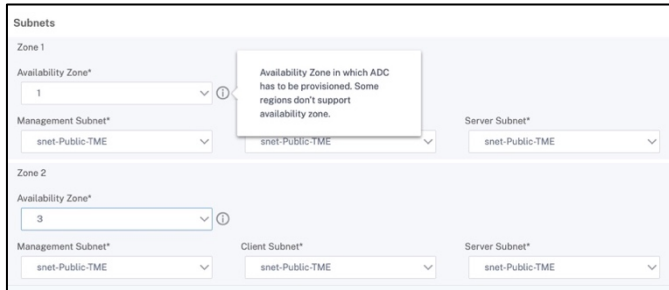 Subnets
Zone 1
Availability Zone*
1
Availability Zone in which ADC
has to be provisioned. Some
regions don't support
availability zone.
Management Subnet* Server Subnet*
snet-Public-TME snet-Public-TME snet-Public-TME
Zone 2
Availability Zone*
3
Management Subnet* Client Subnet* Server Subnet*
snet-Public-TME snet-Public-TME snet-Public-TME